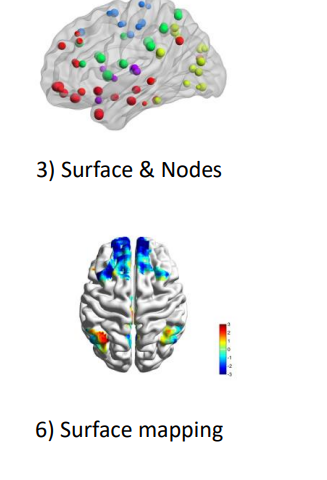 3) Surface & Nodes
6) Surface mapping